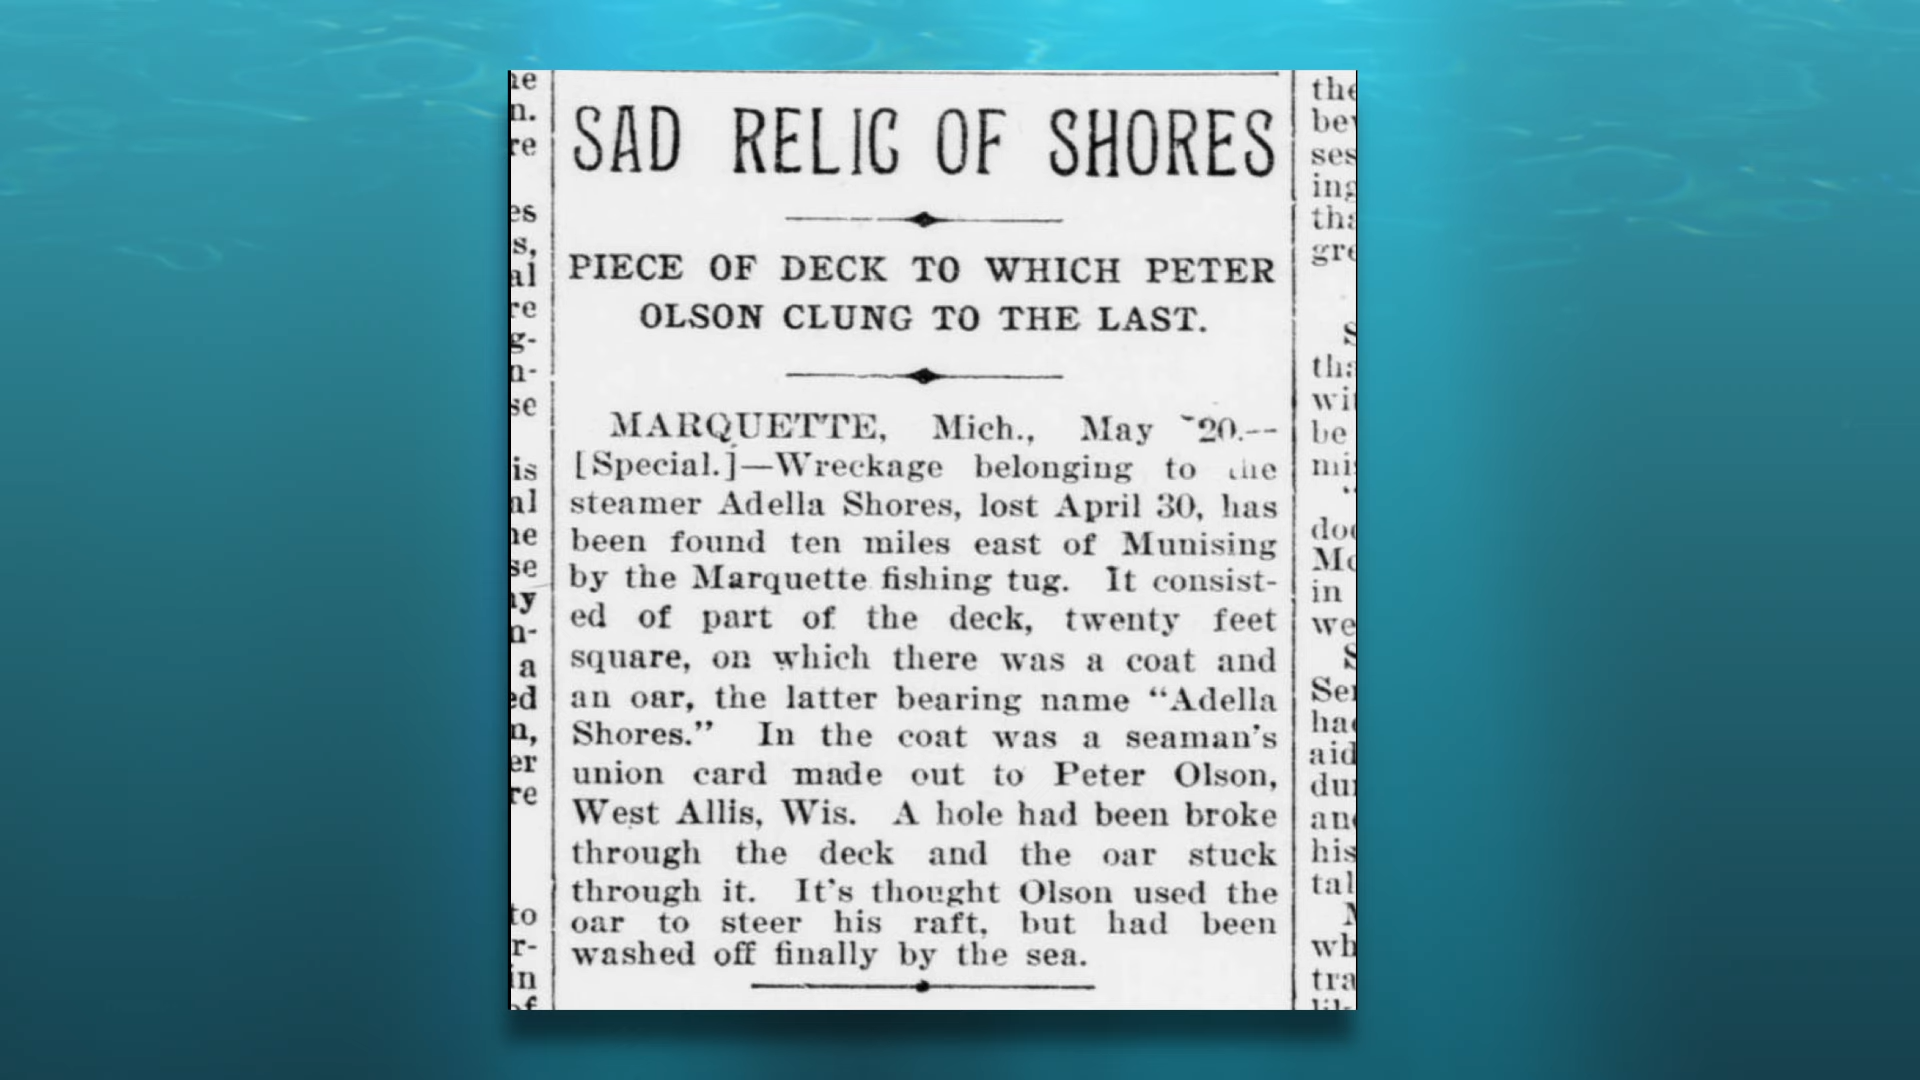 SAD RELIC OF SHORES
PIECE OF DECK TO WHICH PETER
OLSON CLUNG TO THE LAST.
MARQUETTE, Mich., May 20.--
[Special.]—Wreckage belonging to the
steamer Adella Shores, lost April 30, has
been found ten miles east of Munising
by the Marquette fishing tug. It consist-
ed of part of the deck, twenty feet
square, on which there was a coat and
an oar, the latter bearing name “Adella
Shores.” In the coat was a seaman's
union card made out to Peter Olson,
West Allis, Wis. A hole had been broke
through the deck and the oar stuck
through it. It's thought Olson used the
oar to steer his raft, but had been
washed off finally by the sea.